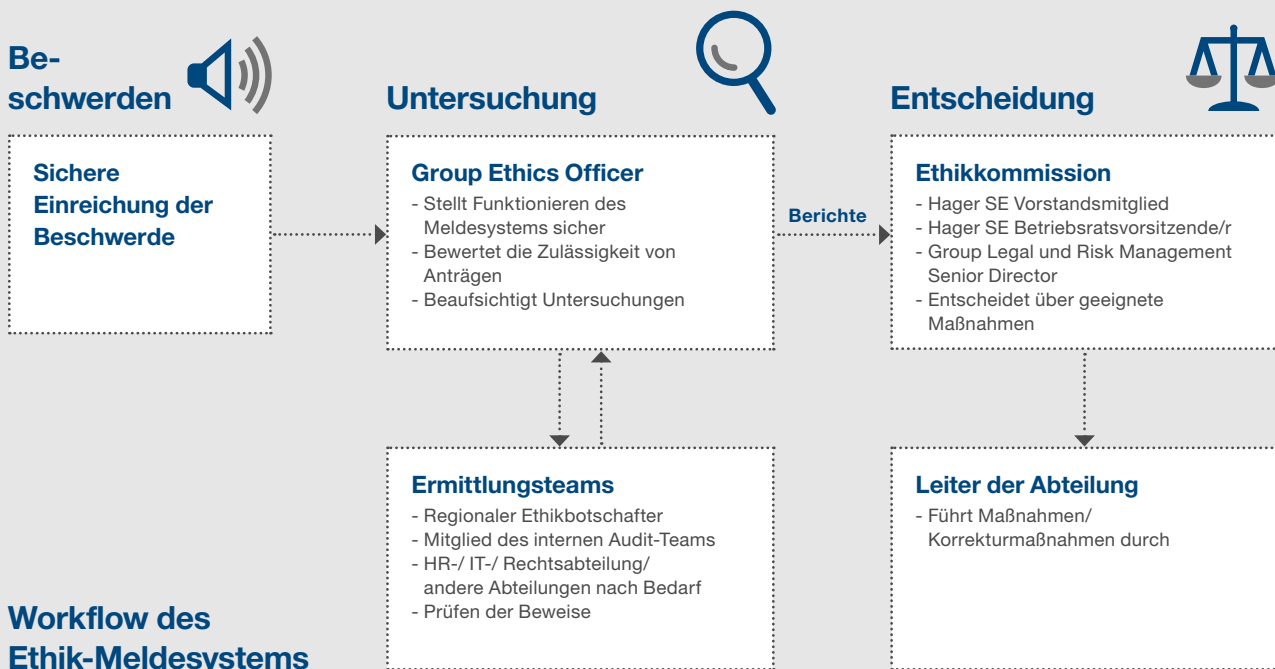 Be-
schwerden
Sichere
Einreichung der
Beschwerde
Untersuchung
Group Ethics Officer
- Stellt Funktionieren des
Meldesystems sicher
- Bewertet die Zulässigkeit von
Anträgen
- Beaufsichtigt Untersuchungen
Berichte
Entscheidung
Ethikkommission
- Hager SE Vorstandsmitglied
- Hager SE Betriebsratsvorsitzende/r
- Group Legal und Risk Management
Senior Director
- Entscheidet über geeignete
Maßnahmen
Ermittlungsteams
- Regionaler Ethikbotschafter
- Mitglied des internen Audit-Teams
- HR-/ IT-/ Rechtsabteilung/
andere Abteilungen nach Bedarf
- Prüfen der Beweise
Leiter der Abteilung
- Führt Maßnahmen/
Korrekturmaßnahmen durch
Workflow des
Ethik-Meldesystems